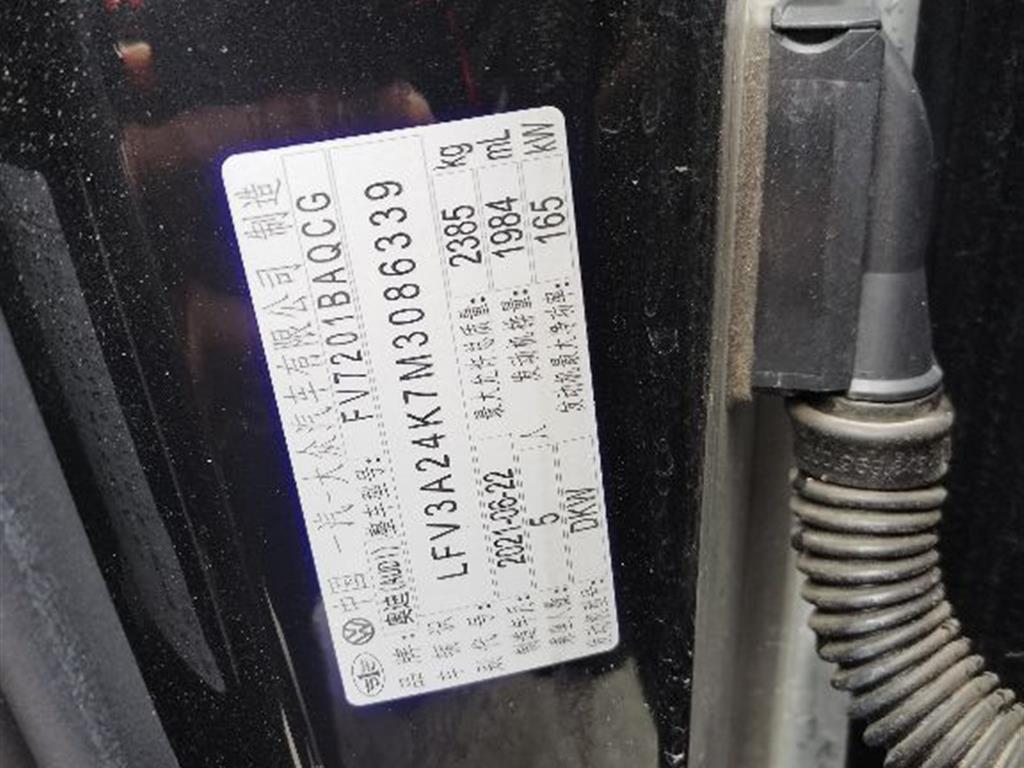 中国 一汽-大众汽车有限公司 制造
品牌: 奥迪(AUDI) 整车型号: FV7201BAQCG
车辆识别代号: LFV3A24K7M3086339
制造年月: 2021-06-22 最大允许总质量: 2385 kg
乘坐人数: 5 人 发动机排量: 1984 mL
发动机型号: DKW 发动机最大净功率: 165 kW